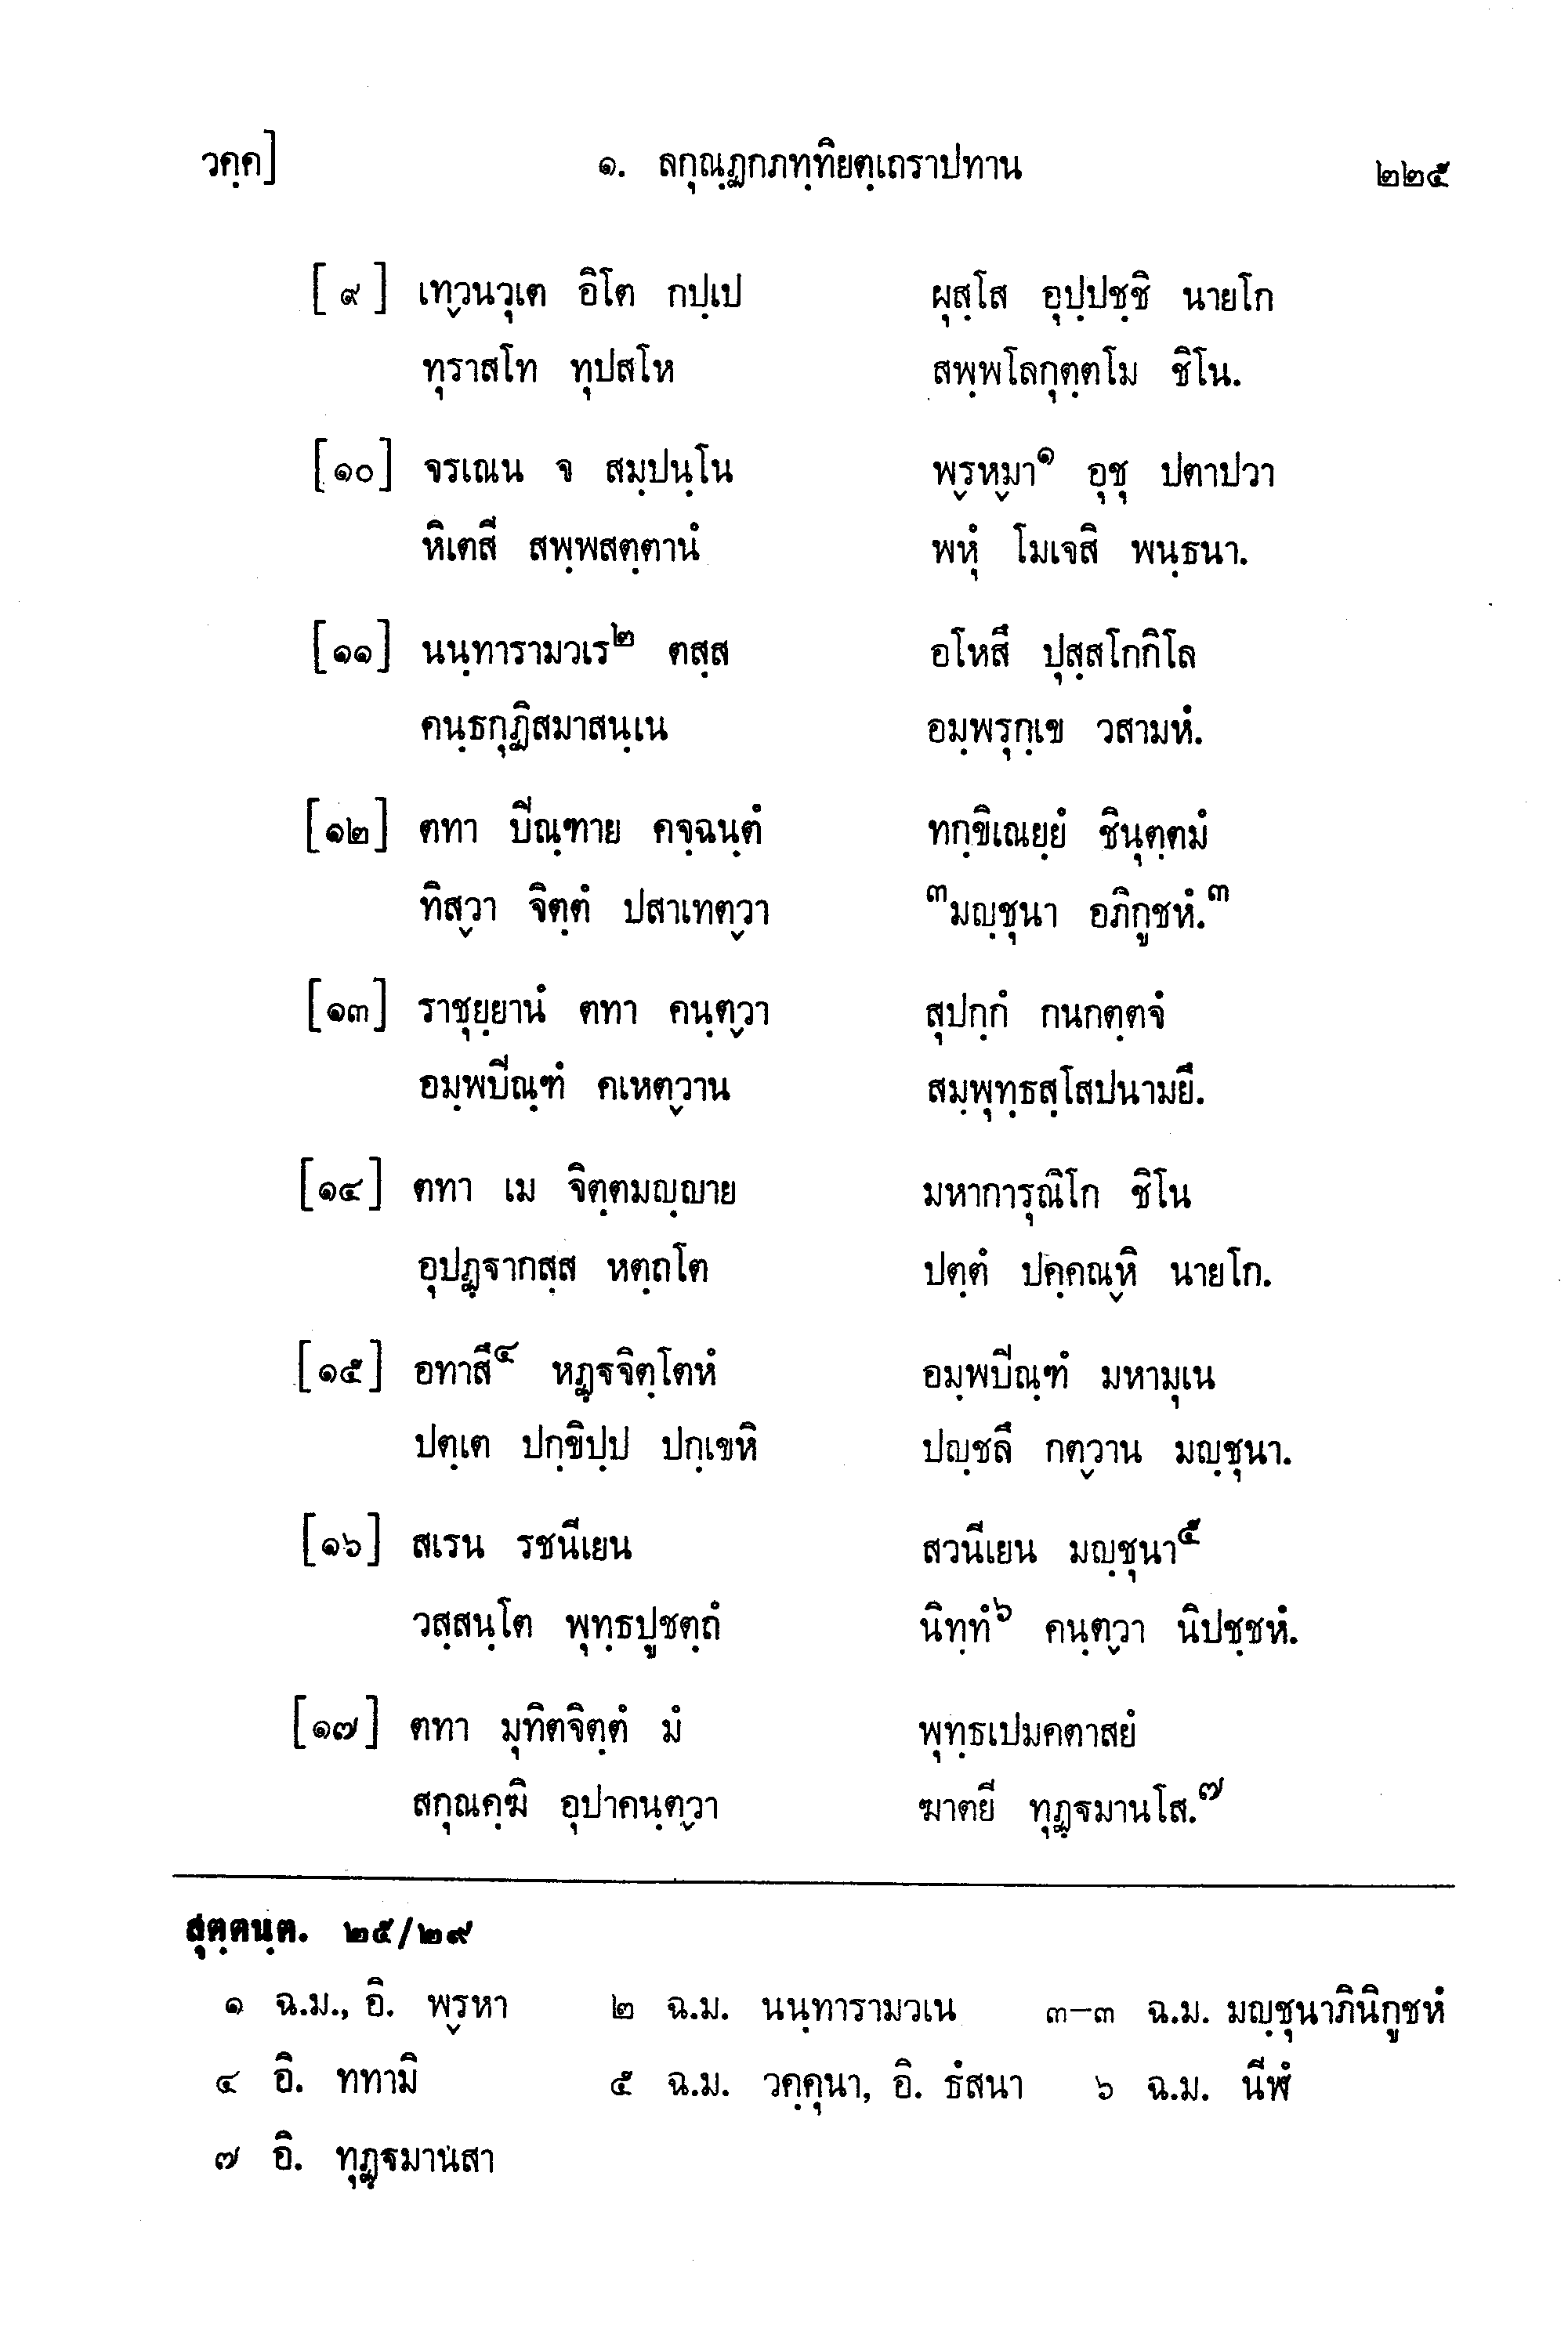 วคฺค]	๑. ลกุณฺฏกภทฺทิยตฺเถราปทาน	๒๒๕
[๙] เทฺวนวุเต อิโต กปฺเป	ผุสฺโส อุปฺปชฺชิ นายโก
ทุราสโท ทุปสโห	สพฺพโลกุตฺตโม ชิโน.
[๑๐] จรเณน จ สมฺปนฺโน	พฺรหฺมา๑ อุชุ ปตาปวา
หิเตสี สพฺพสตฺตานํ	พหุํ โมเจสิ พนฺธนา.
[๑๑] นนฺทารามวเร๒ ตสฺส	อโหสึ ปุสฺสโกกิโล
คนฺธกุฏิสมาสนฺเน	อมฺพรุกฺเข วสามหํ.
[๑๒] ตทา ปิณฺฑาย คจฺฉนฺตํ	ทกฺขิเณยฺยํ ชินุตฺตมํ
ทิสฺวา จิตฺตํ ปสาเทตฺวา	๓มญฺชุนา อภิกูชหํ.๓
[๑๓] ราชุยฺยานํ ตทา คนฺตฺวา	สุปกฺกํ กนกตฺตจํ
อมฺพปิณฺฑํ คเหตฺวาน	สมฺพุทฺธสฺโสปนามยึ.
[๑๔] ตทา เม จิตฺตมญฺญาย	มหาการุณิโก ชิโน
อุปฏฺฐากสฺส หตฺถโต	ปตฺตํ ปคฺคณฺหิ นายโก.
[๑๕] อทาสึ๔ หฏฺฐจิตฺโตหํ	อมฺพปิณฺฑํ มหามุเน
ปตฺเต ปกฺขิปฺป ปกฺเขหิ	ปญฺชลึ กตฺวาน มญฺชุนา.
[๑๖] สเรน รชนีเยน	สวนีเยน มญฺชุนา๕
วสฺสนฺโต พุทฺธปูชตฺถํ	นิทฺทํ๖ คนฺตฺวา นิปชฺชหํ.
[๑๗] ตทา มุทิตจิตฺตํ มํ	พุทฺธเปมคตาสยํ
สกุณคฺฆิ อุปาคนฺตฺวา	ฆาตยี ทุฏฺฐมานโส.๗
สุตฺตนฺต. ๒๕/๒๙
๑ ฉ.ม., อิ. พฺรหา	๒ ฉ.ม. นนฺทารามวเน	๓-๓ ฉ.ม. มญฺชุนาภินิกูชหํ
๔ อิ. ททามิ	๕ ฉ.ม. วคฺคุนา, อิ. ธํสนา	๖ ฉ.ม. นีฬํ
๗ อิ. ทุฏฺฐมานสา